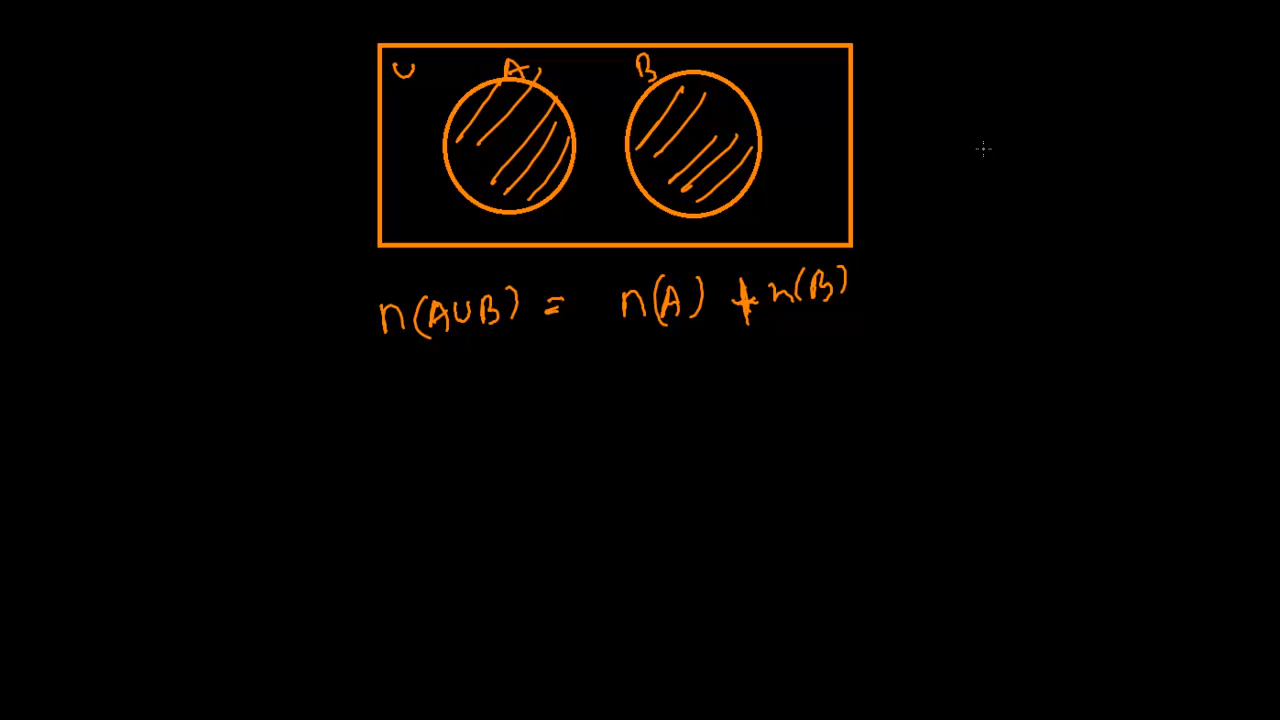 U A B
n(A∪B) = n(A) + n(B)